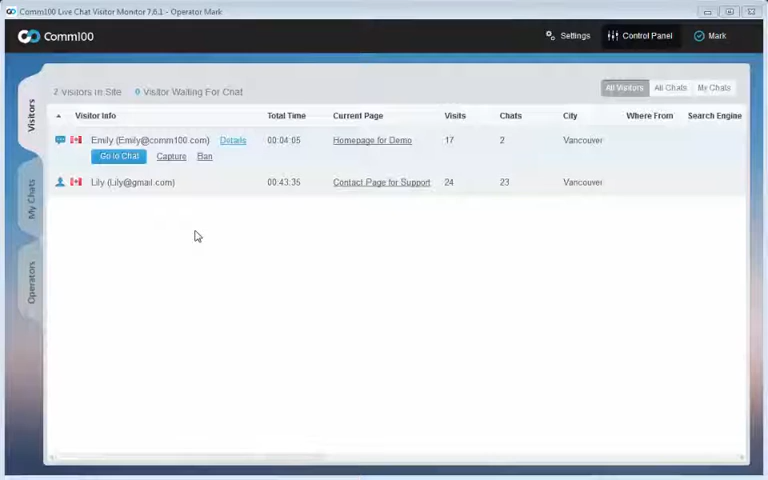 Comm100 Live Chat Visitor Monitor 7.6.1 - Operator Mark
Comm100 Settings Control Panel Mark
2 Visitors in Site 0 Visitor Waiting For Chat All Visitors All Chats My Chats
Visitor Info Total Time Current Page Visits Chats City Where From Search Engine
Emily (Emily@comm100.com) Details 00:04:05 Homepage for Demo 17 2 Vancouver
Go to Chat Capture Ban
Lily (Lily@gmail.com) 00:43:35 Contact Page for Support 24 23 Vancouver
Visitors
My Chats
Operators